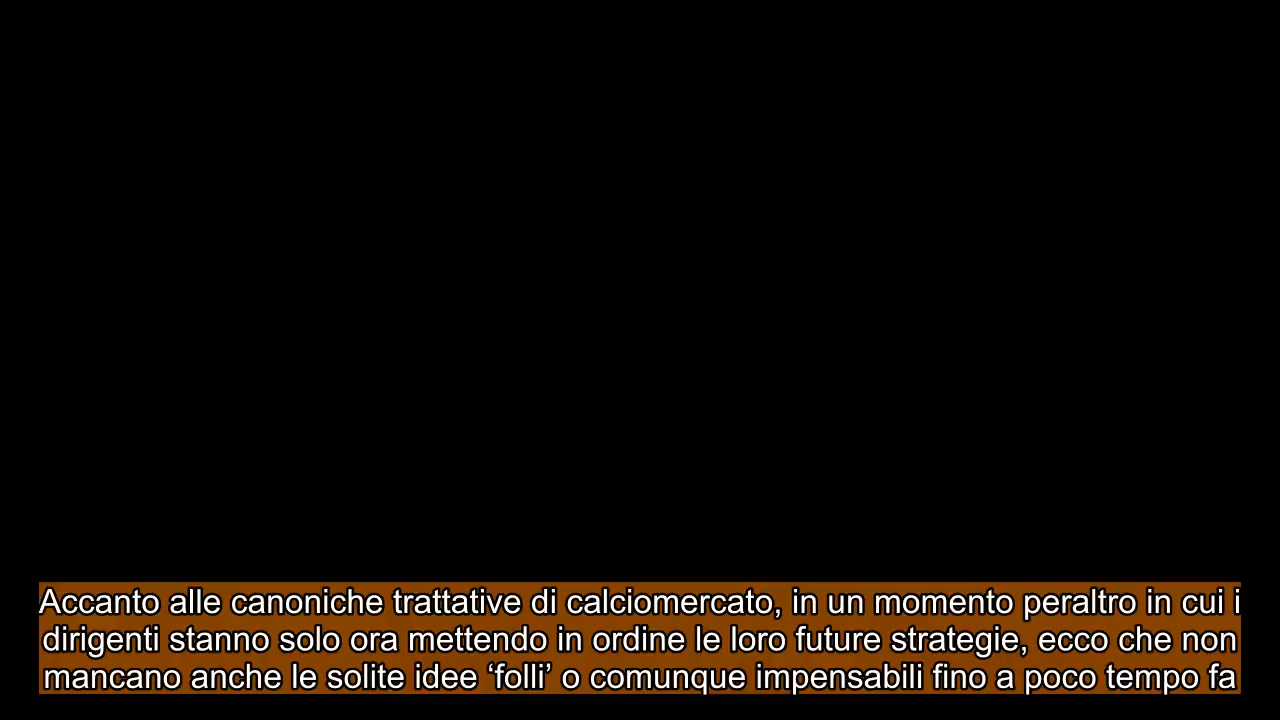 Accanto alle canoniche trattative di calciomercato, in un momento peraltro in cui i
dirigenti stanno solo ora mettendo in ordine le loro future strategie, ecco che non
mancano anche le solite idee ‘folli’ o comunque impensabili fino a poco tempo fa